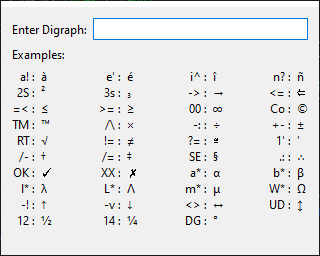 Enter Digraph:
Examples:
a! : à e' : é i^ : î n? : ñ
2S : ² 3s : ₃ -> : → <= : ⇐
=< : ≤ >= : ≥ 00 : ∞ Co : ©
TM : ™ /\ : × -: : ÷ +- : ±
RT : √ != : ≠ ?= : ≅ 1' : ′
/- : † /= : ‡ SE : § .: : ∴
OK : ✓ XX : ✗ a* : α b* : β
l* : λ L* : Λ m* : μ W* : Ω
-! : ↑ -v : ↓ <> : ↔ UD : ↕
12 : ½ 14 : ¼ DG : °